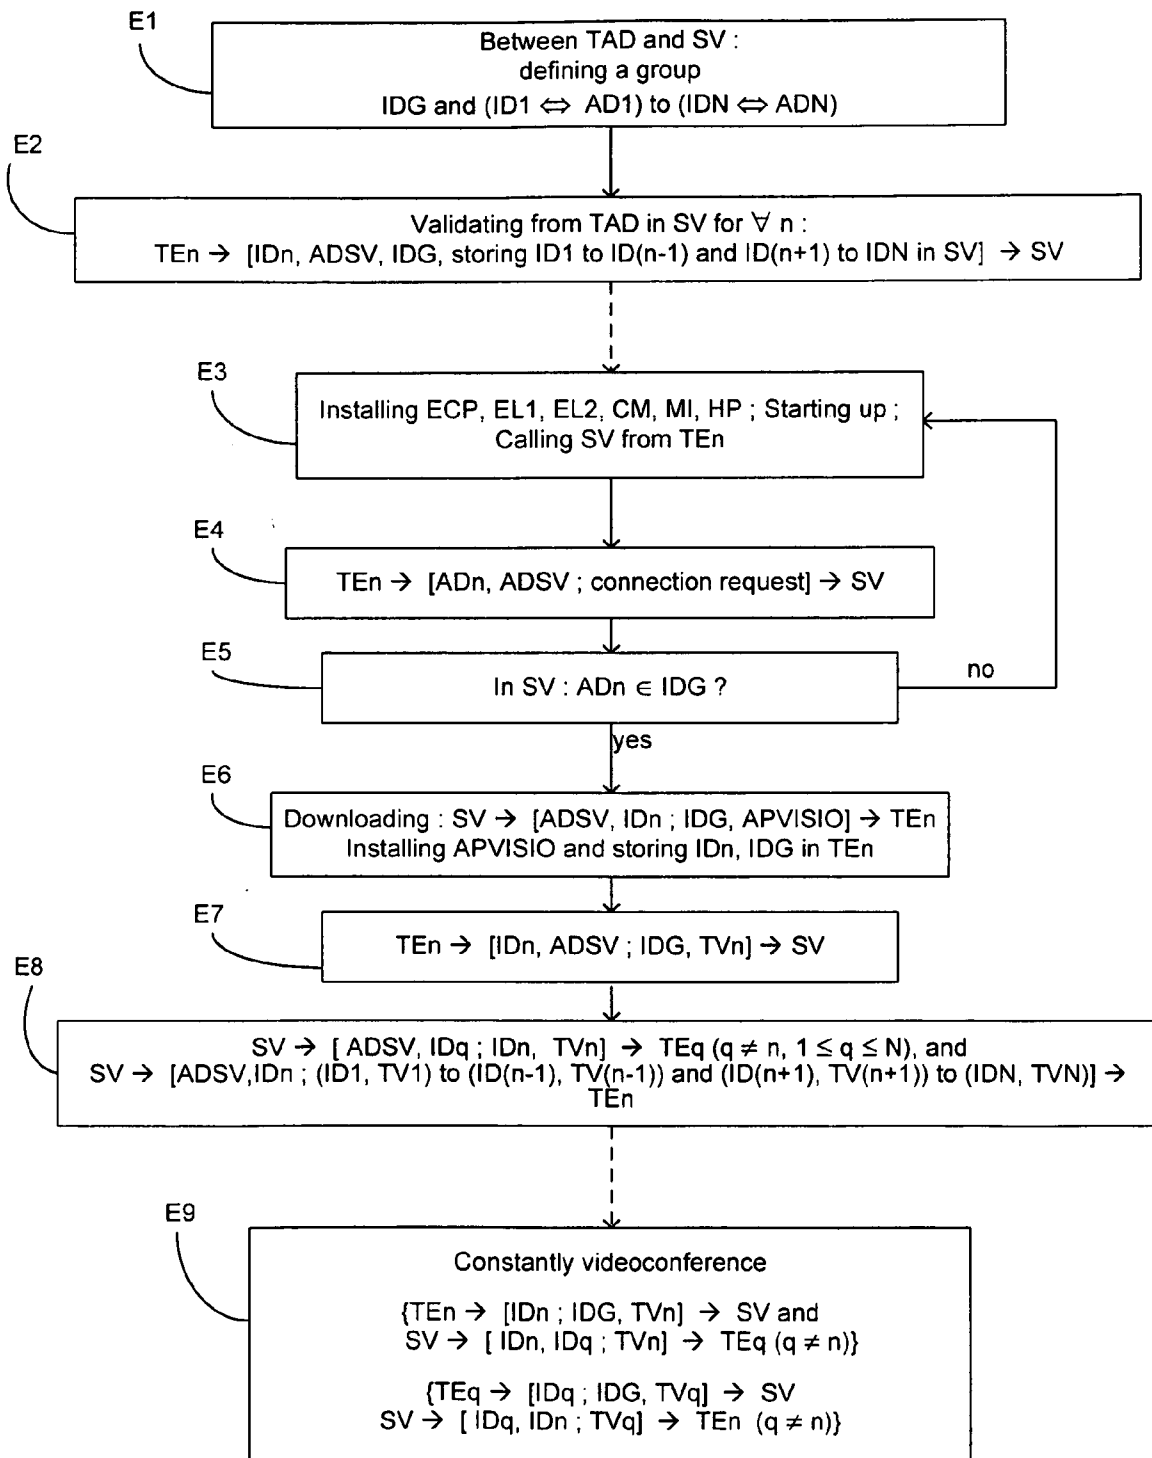 E1
Between TAD and SV :
defining a group
IDG and (ID1 ⇔ AD1) to (IDN ⇔ ADN)
E2
Validating from TAD in SV for ∀ n :
TEn → [IDn, ADSV, IDG, storing ID1 to ID(n-1) and ID(n+1) to IDN in SV] → SV
E3
Installing ECP, EL1, EL2, CM, MI, HP ; Starting up ;
Calling SV from TEn
E4
TEn → [ADn, ADSV ; connection request] → SV
E5
In SV : ADn ∈ IDG ?
no
yes
E6
Downloading : SV → [ADSV, IDn ; IDG, APVISIO] → TEn
Installing APVISIO and storing IDn, IDG in TEn
E7
TEn → [IDn, ADSV ; IDG, TVn] → SV
E8
SV → [ ADSV, IDq ; IDn, TVn] → TEq (q ≠ n, 1 ≤ q ≤ N), and
SV → [ADSV,IDn ; (ID1, TV1) to (ID(n-1), TV(n-1)) and (ID(n+1), TV(n+1)) to (IDN, TVN)] →
TEn
E9
Constantly videoconference
{TEn → [IDn ; IDG, TVn] → SV and
SV → [ IDn, IDq ; TVn] → TEq (q ≠ n)}
{TEq → [IDq ; IDG, TVq] → SV
SV → [ IDq, IDn ; TVq] → TEn (q ≠ n)}